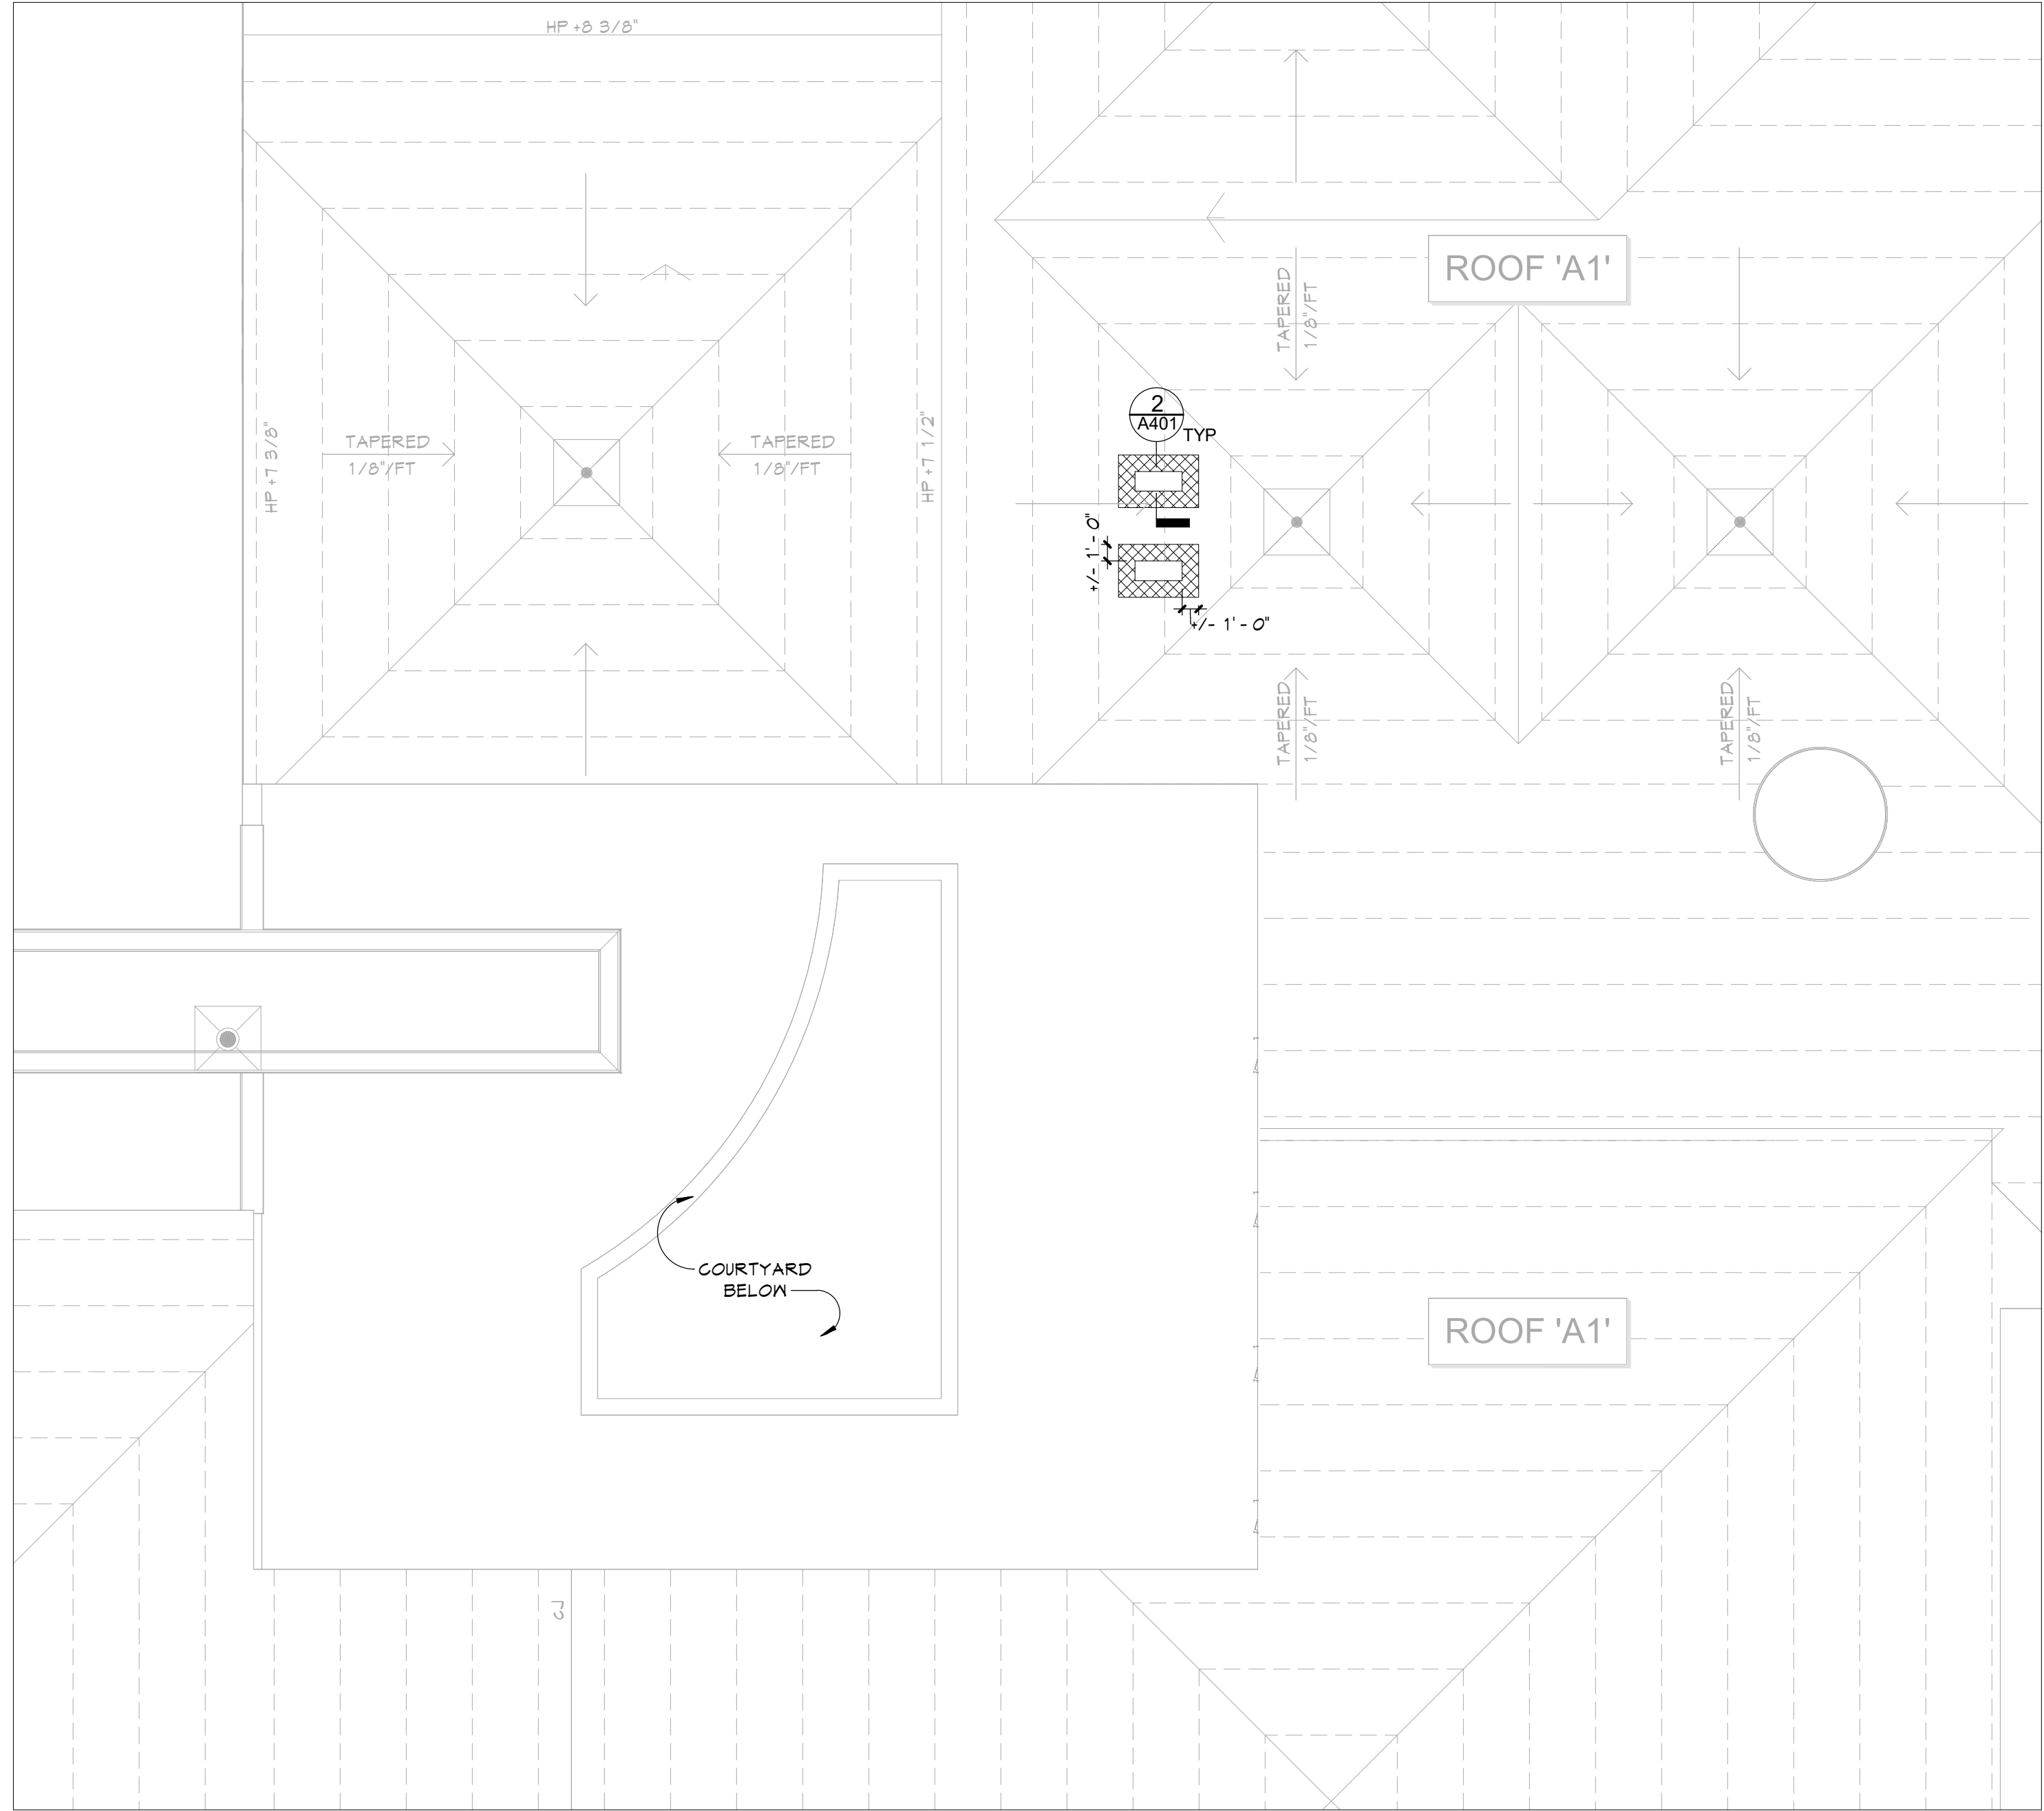 HP +8 3/8"
ROOF 'A1'
TAPERED
1/8"/FT
2
A401
TYP
HP +7 3/8"
TAPERED
1/8"/FT
TAPERED
1/8"/FT
HP +7 1/2"
+/- 1' - 0"
+/- 1' - 0"
TAPERED
1/8"/FT
TAPERED
1/8"/FT
COURTYARD
BELOW
ROOF 'A1'
CJ